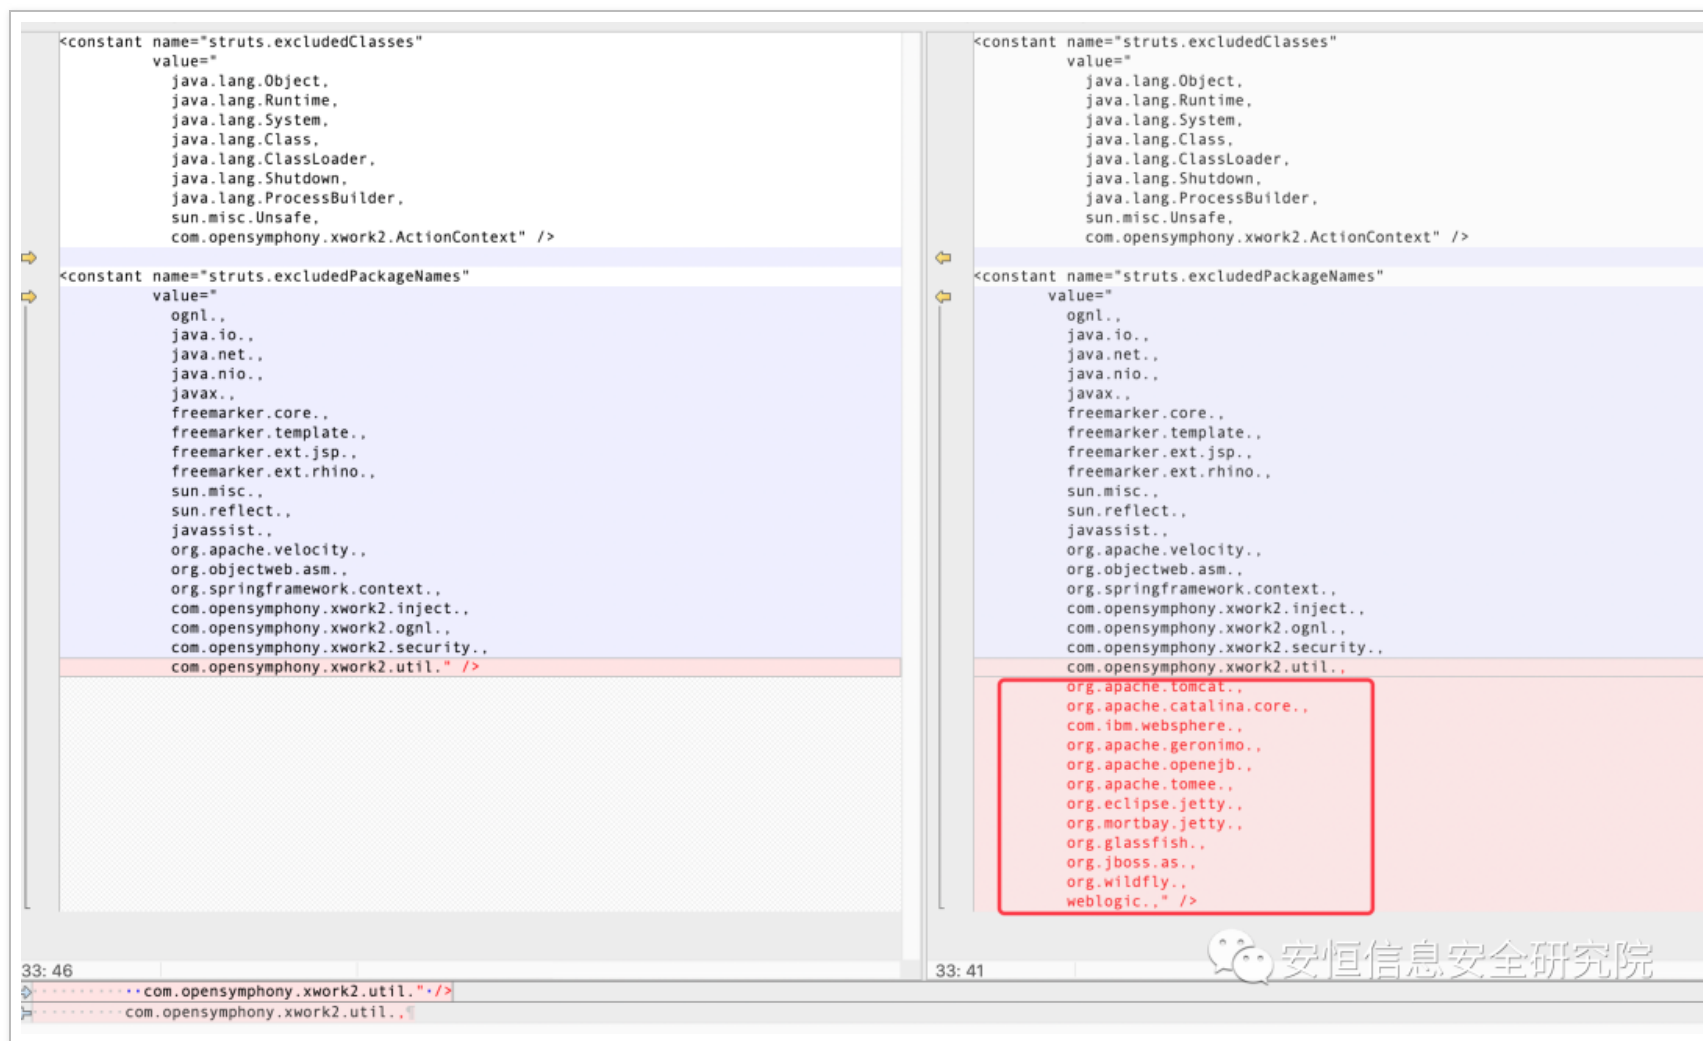 <constant name="struts.excludedClasses"
value="
java.lang.Object,
java.lang.Runtime,
java.lang.System,
java.lang.Class,
java.lang.ClassLoader,
java.lang.Shutdown,
java.lang.ProcessBuilder,
sun.misc.Unsafe,
com.opensymphony.xwork2.ActionContext" />
<constant name="struts.excludedPackageNames"
value="
ognl.,
java.io.,
java.net.,
java.nio.,
javax.,
freemarker.core.,
freemarker.template.,
freemarker.ext.jsp.,
freemarker.ext.rhino.,
sun.misc.,
sun.reflect.,
javassist.,
org.apache.velocity.,
org.objectweb.asm.,
org.springframework.context.,
com.opensymphony.xwork2.inject.,
com.opensymphony.xwork2.ognl.,
com.opensymphony.xwork2.security.,
com.opensymphony.xwork2.util." />
33: 46
<constant name="struts.excludedClasses"
value="
java.lang.Object,
java.lang.Runtime,
java.lang.System,
java.lang.Class,
java.lang.ClassLoader,
java.lang.Shutdown,
java.lang.ProcessBuilder,
sun.misc.Unsafe,
com.opensymphony.xwork2.ActionContext" />
<constant name="struts.excludedPackageNames"
value="
ognl.,
java.io.,
java.net.,
java.nio.,
javax.,
freemarker.core.,
freemarker.template.,
freemarker.ext.jsp.,
freemarker.ext.rhino.,
sun.misc.,
sun.reflect.,
javassist.,
org.apache.velocity.,
org.objectweb.asm.,
org.springframework.context.,
com.opensymphony.xwork2.inject.,
com.opensymphony.xwork2.ognl.,
com.opensymphony.xwork2.security.,
com.opensymphony.xwork2.util.,
org.apache.tomcat.,
org.apache.catalina.core.,
com.ibm.websphere.,
org.apache.geronimo.,
org.apache.openejb.,
org.apache.tomee.,
org.eclipse.jetty.,
org.mortbay.jetty.,
org.glassfish.,
org.jboss.as.,
org.wildfly.,
weblogic.," />
安恒信息安全研究院
33: 41
com.opensymphony.xwork2.util."·/>
com.opensymphony.xwork2.util.,¶